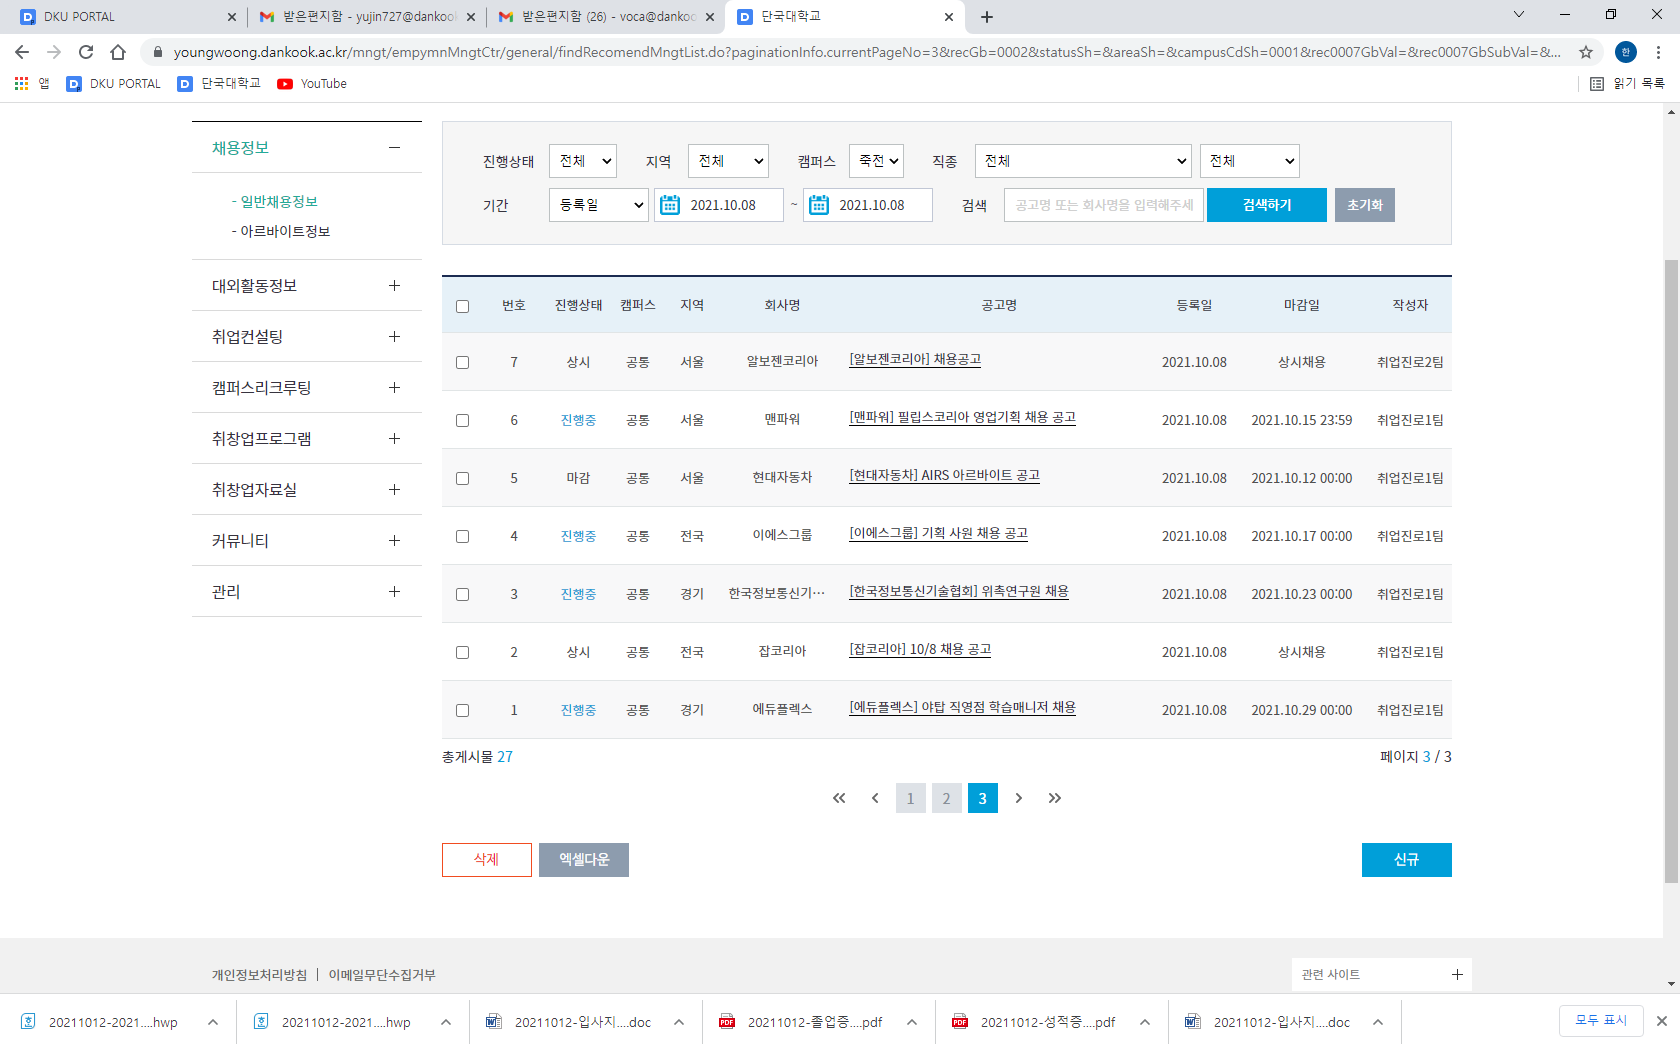 DKU PORTAL
받은편지함 - yujin727@dankook
받은편지함 (26) - voca@dankoo
단국대학교
youngwoong.dankook.ac.kr/mngt/empymnMngtCtr/general/findRecomendMngtList.do?paginationInfo.currentPageNo=3&recGb=0002&statusSh=&areaSh=&campusCdSh=0001&rec0007GbVal=&rec0007GbSubVal=&...
한
앱 DKU PORTAL 단국대학교 YouTube 읽기 목록
채용정보
- 일반채용정보
- 아르바이트정보
대외활동정보
취업컨설팅
캠퍼스리크루팅
취창업프로그램
취창업자료실
커뮤니티
관리
진행상태 전체 지역 전체 캠퍼스 죽전 직종 전체 전체
기간 등록일 2021.10.08 ~ 2021.10.08 검색 공고명 또는 회사명을 입력해주세 검색하기 초기화
번호 진행상태 캠퍼스 지역 회사명 공고명 등록일 마감일 작성자
7 상시 공통 서울 알보젠코리아 [알보젠코리아] 채용공고 2021.10.08 상시채용 취업진로2팀
6 진행중 공통 서울 맨파워 [맨파워] 필립스코리아 영업기획 채용 공고 2021.10.08 2021.10.15 23:59 취업진로1팀
5 마감 공통 서울 현대자동차 [현대자동차] AIRS 아르바이트 공고 2021.10.08 2021.10.12 00:00 취업진로1팀
4 진행중 공통 전국 이에스그룹 [이에스그룹] 기획 사원 채용 공고 2021.10.08 2021.10.17 00:00 취업진로1팀
3 진행중 공통 경기 한국정보통신기… [한국정보통신기술협회] 위촉연구원 채용 2021.10.08 2021.10.23 00:00 취업진로1팀
2 상시 공통 전국 잡코리아 [잡코리아] 10/8 채용 공고 2021.10.08 상시채용 취업진로1팀
1 진행중 공통 경기 에듀플렉스 [에듀플렉스] 야탑 직영점 학습매니저 채용 2021.10.08 2021.10.29 00:00 취업진로1팀
총게시물 27 페이지 3 / 3
« ‹ 1 2 3 › »
삭제 엑셀다운 신규
개인정보처리방침 | 이메일무단수집거부 관련 사이트
20211012-2021....hwp 20211012-2021....hwp 20211012-입사지....doc 20211012-졸업증....pdf 20211012-성적증....pdf 20211012-입사지....doc 모두 표시